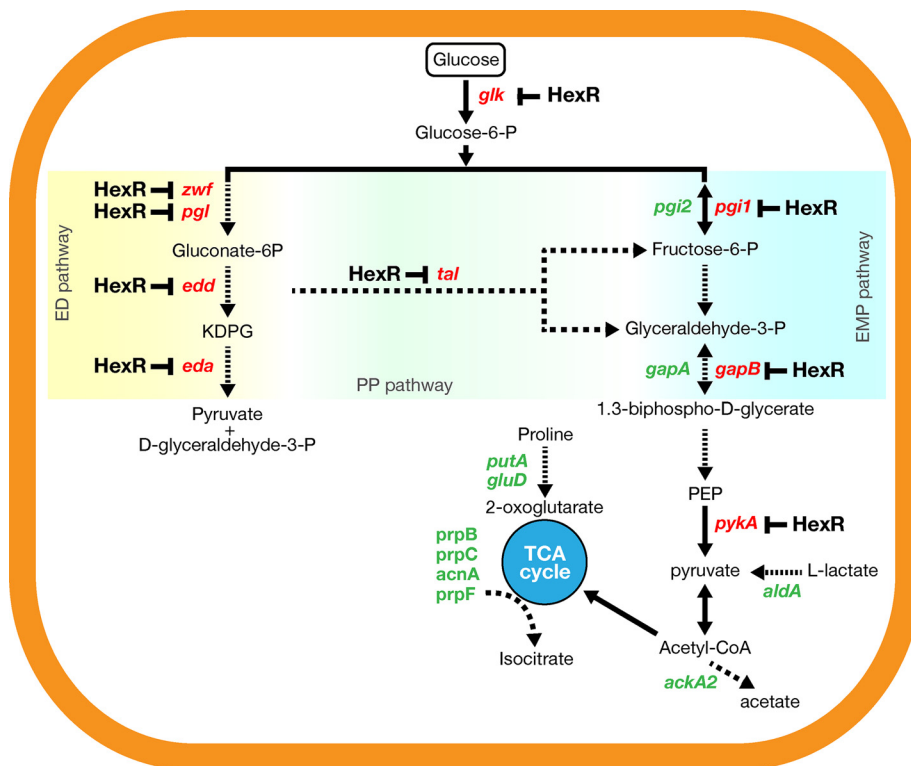 Glucose
glk HexR
Glucose-6-P
HexR zwf
HexR pgl
pgi2 pgi1 HexR
Gluconate-6P
Fructose-6-P
ED pathway
EMP pathway
HexR tal
HexR edd
KDPG
Glyceraldehyde-3-P
HexR eda
gapA gapB HexR
PP pathway
Pyruvate
+
D-glyceraldehyde-3-P
1.3-biphospho-D-glycerate
Proline
putA
gluD
2-oxoglutarate
PEP
prpB
prpC
acnA
prpF
TCA
cycle
pykA HexR
pyruvate
L-lactate
aldA
Isocitrate
Acetyl-CoA
ackA2
acetate